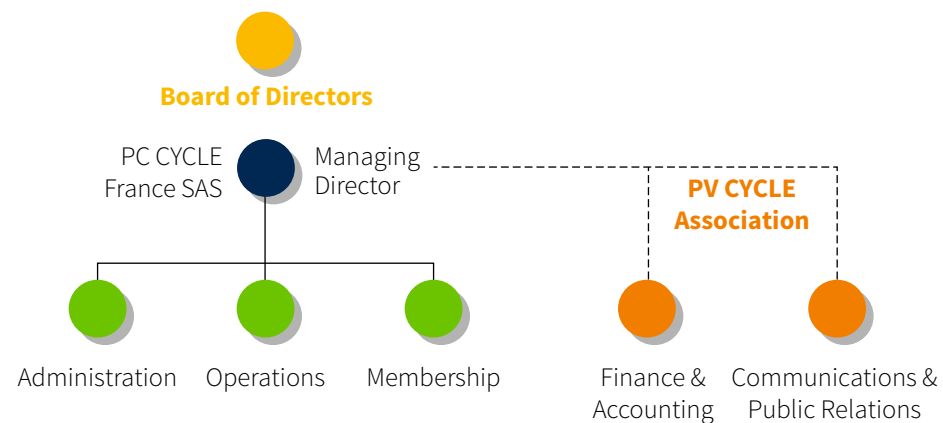 Board of Directors
PC CYCLE
France SAS
Managing
Director
PV CYCLE
Association
Administration
Operations
Membership
Finance &
Accounting
Communications &
Public Relations